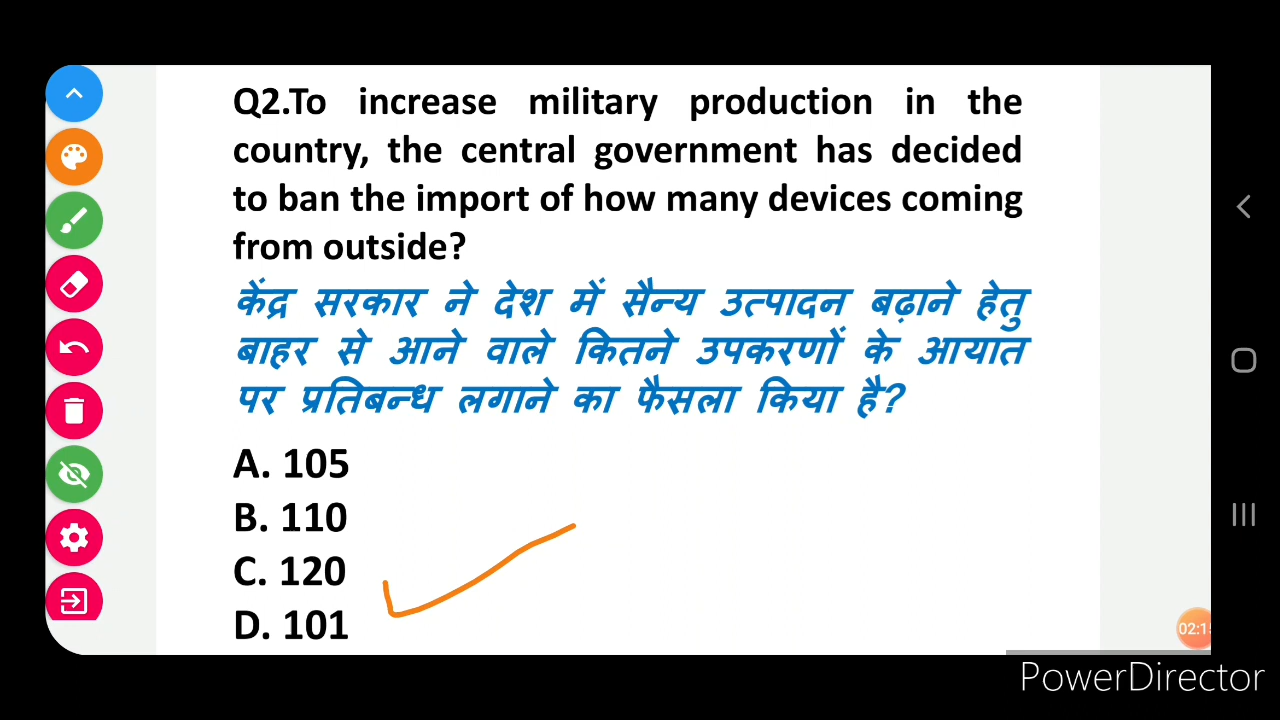 Q2.To increase military production in the
country, the central government has decided
to ban the import of how many devices coming
from outside?
केंद्र सरकार ने देश में सैन्य उत्पादन बढ़ाने हेतु
बाहर से आने वाले कितने उपकरणों के आयात
पर प्रतिबन्ध लगाने का फैसला किया है?
A. 105
B. 110
C. 120
D. 101
PowerDirector